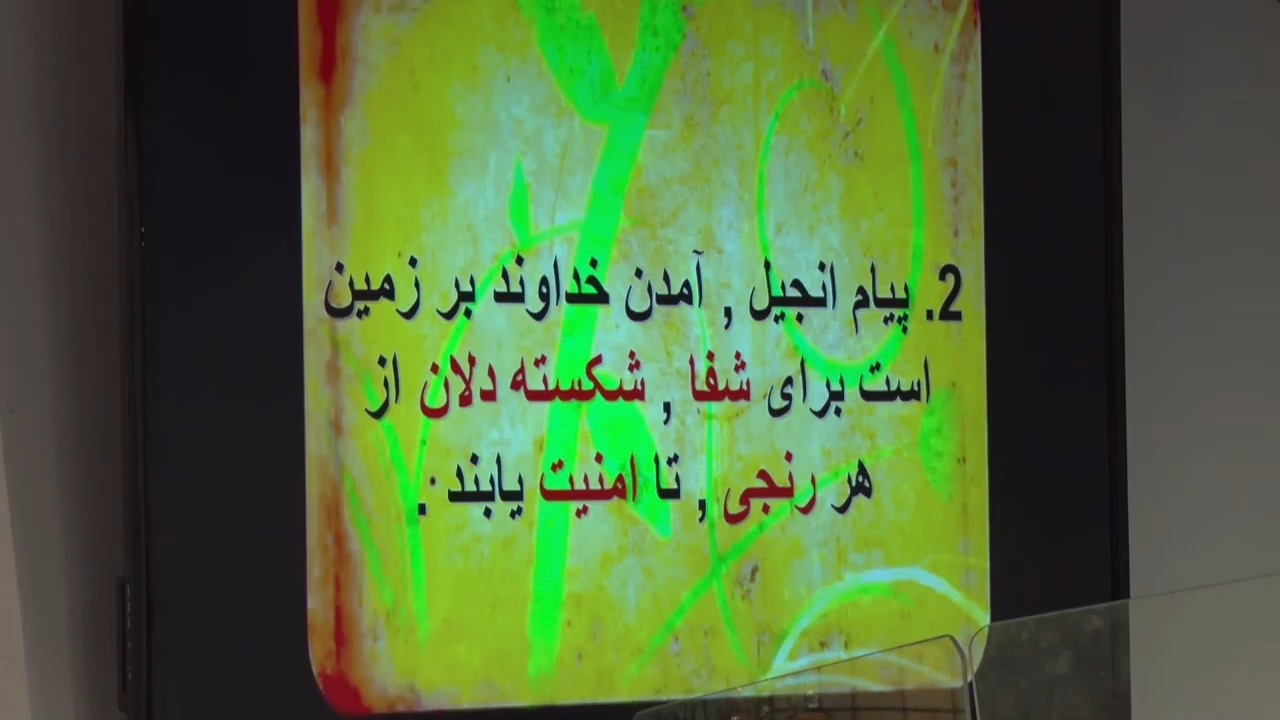 2. پیام انجیل , آمدن خداوند بر زمین
است برای شفا , شکسته دلان از
هر رنجی , تا امنیت یابند .